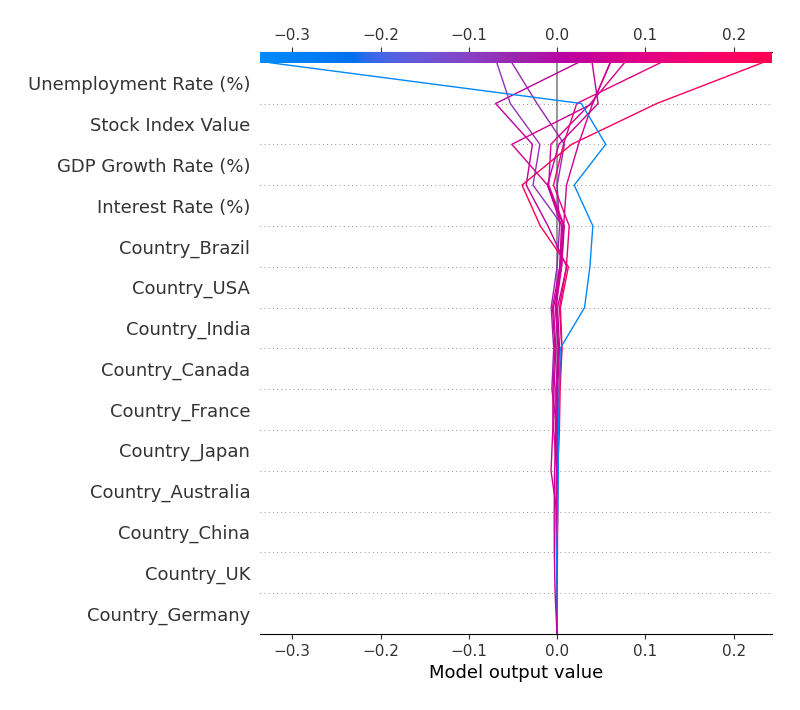 −0.3 −0.2 −0.1 0.0 0.1 0.2
Unemployment Rate (%)
Stock Index Value
GDP Growth Rate (%)
Interest Rate (%)
Country_Brazil
Country_USA
Country_India
Country_Canada
Country_France
Country_Japan
Country_Australia
Country_China
Country_UK
Country_Germany
−0.3 −0.2 −0.1 0.0 0.1 0.2
Model output value